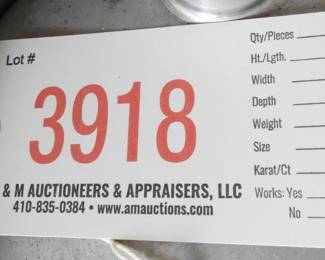 Lot #
3918
& M AUCTIONEERS & APPRAISERS, LLC
410-835-0384 • www.amauctions.com
Qty/Pieces
Ht./Lgth.
Width
Depth
Weight
Size
Karat/Ct
Works: Yes
No